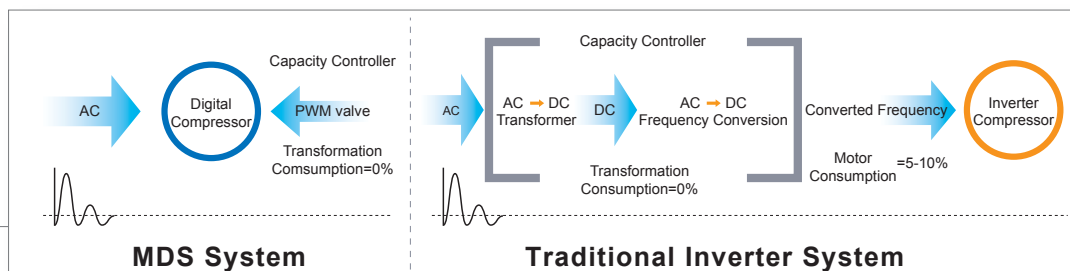 Capacity Controller
AC
Digital
Compressor
PWM valve
Transformation
Comsumption=0%
MDS System
Capacity Controller
AC
AC → DC
Transformer
DC
AC → DC
Frequency Conversion
Transformation
Consumption=0%
Converted Frequency
Motor
Consumption
=5-10%
Inverter
Compressor
Traditional Inverter System